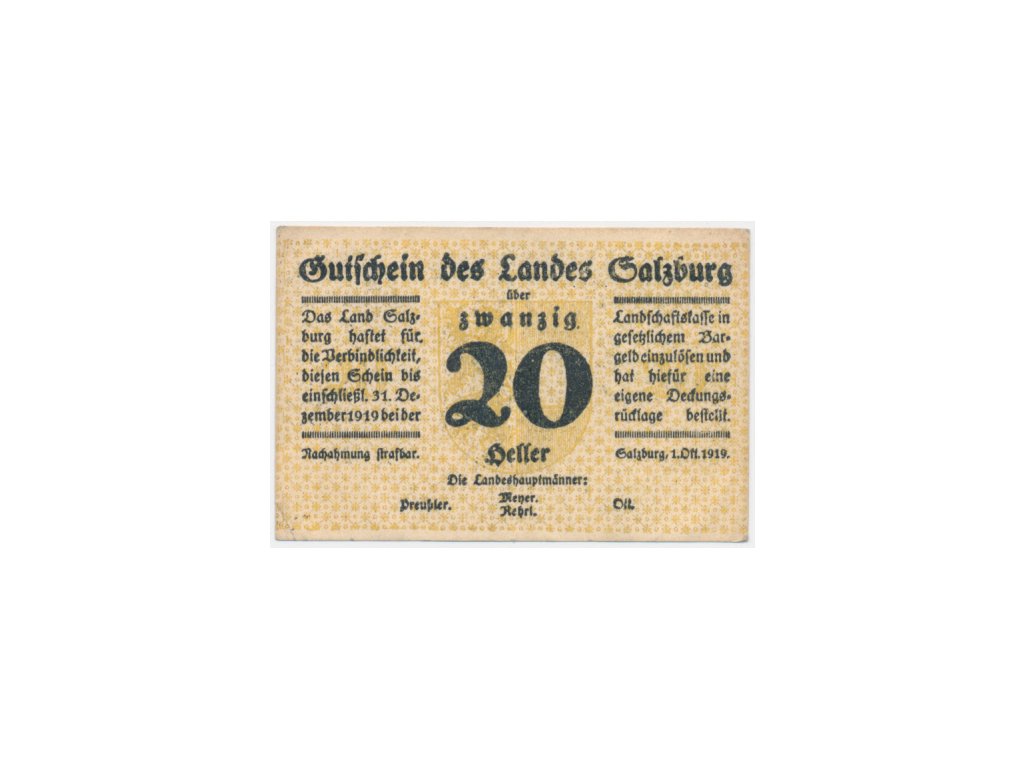 Gutschein des Landes Salzburg
über
zwanzig
20
Heller
Das Land Salz-
burg haftet für
die Verbindlichkeit,
diesen Schein bis
einschließl. 31. De-
zember 1919 bei der
Nachahmung strafbar.
Landschaftskasse in
gesetzlichem Bar-
geld einzulösen und
hat hiefür eine
eigene Deckungs-
rücklage bestellt.
Salzburg, 1. Okt. 1919.
Die Landeshauptmänner:
Preußler.
Meyer.
Rehrl.
Ott.